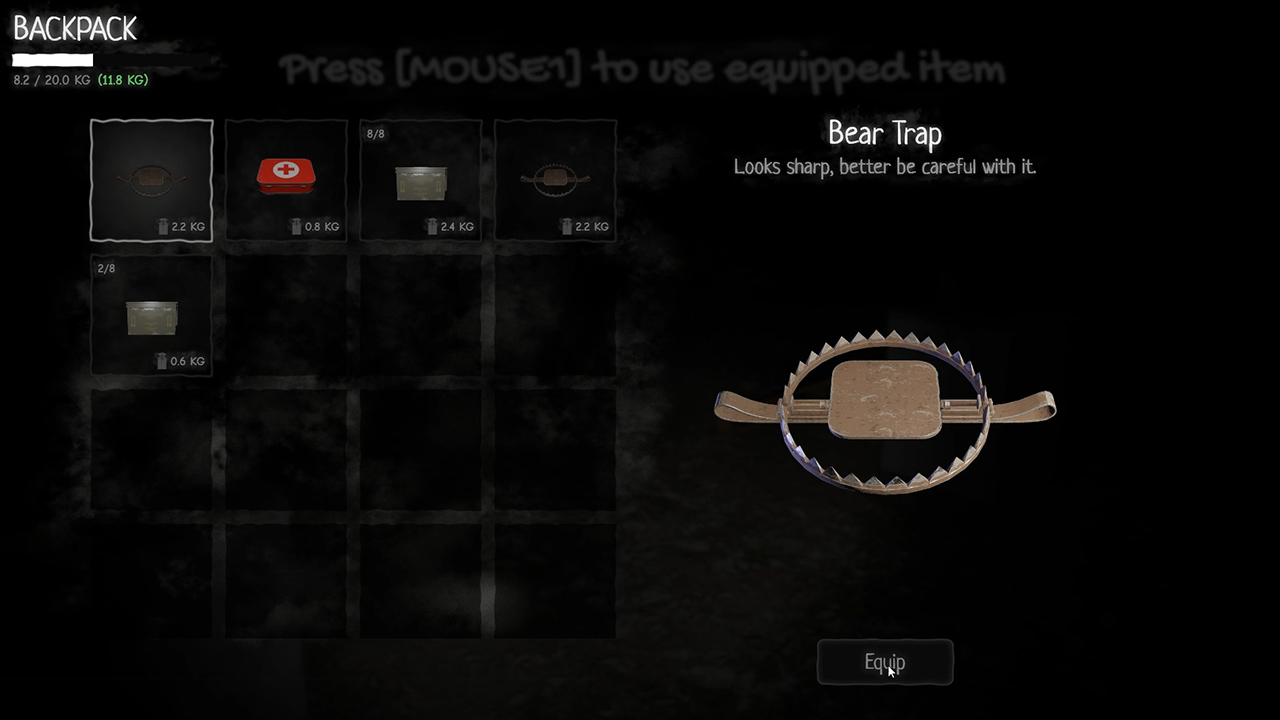 BACKPACK
8.2 / 20.0 KG (11.8 KG)
Press [MOUSE1] to use equipped item
2.2 KG
0.8 KG
8/8
2.4 KG
2.2 KG
2/8
0.6 KG
Bear Trap
Looks sharp, better be careful with it.
Equip